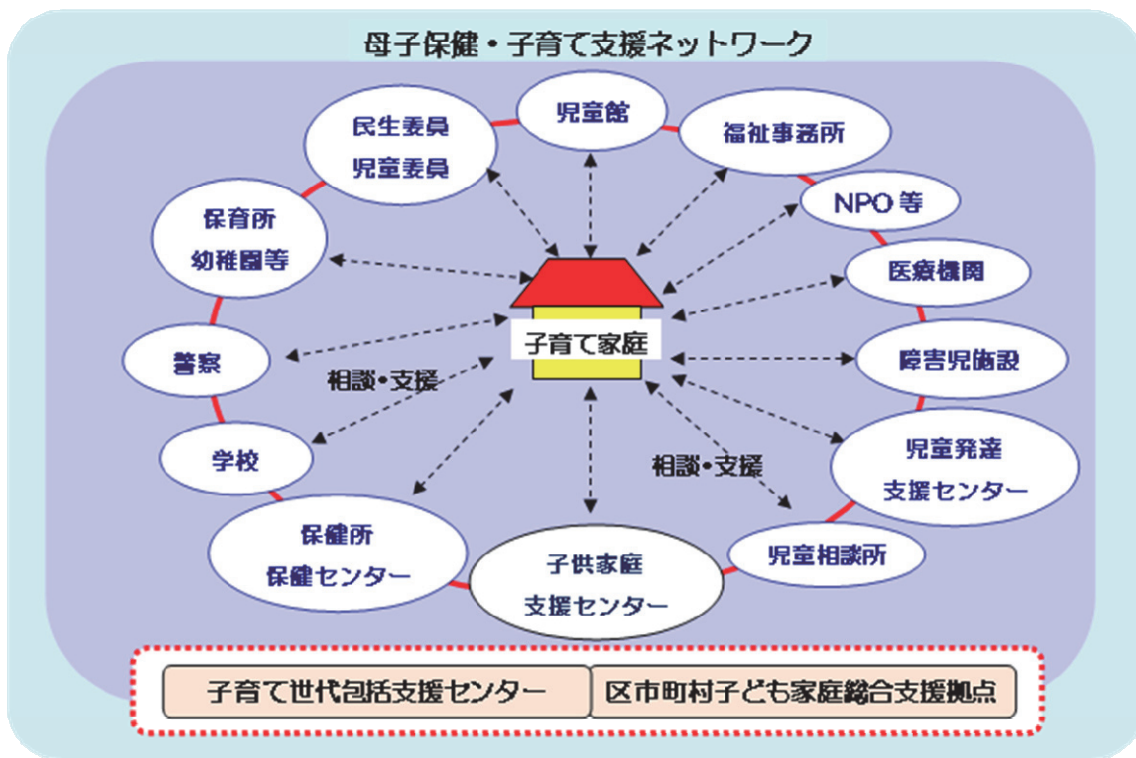 母子保健・子育て支援ネットワーク
児童館
民生委員
児童委員
福祉事務所
NPO 等
保育所
幼稚園等
医療機関
子育て家庭
警察
障害児施設
相談・支援
学校
児童発達
支援センター
相談・支援
保健所
保健センター
児童相談所
子供家庭
支援センター
子育て世代包括支援センター
区市町村子ども家庭総合支援拠点